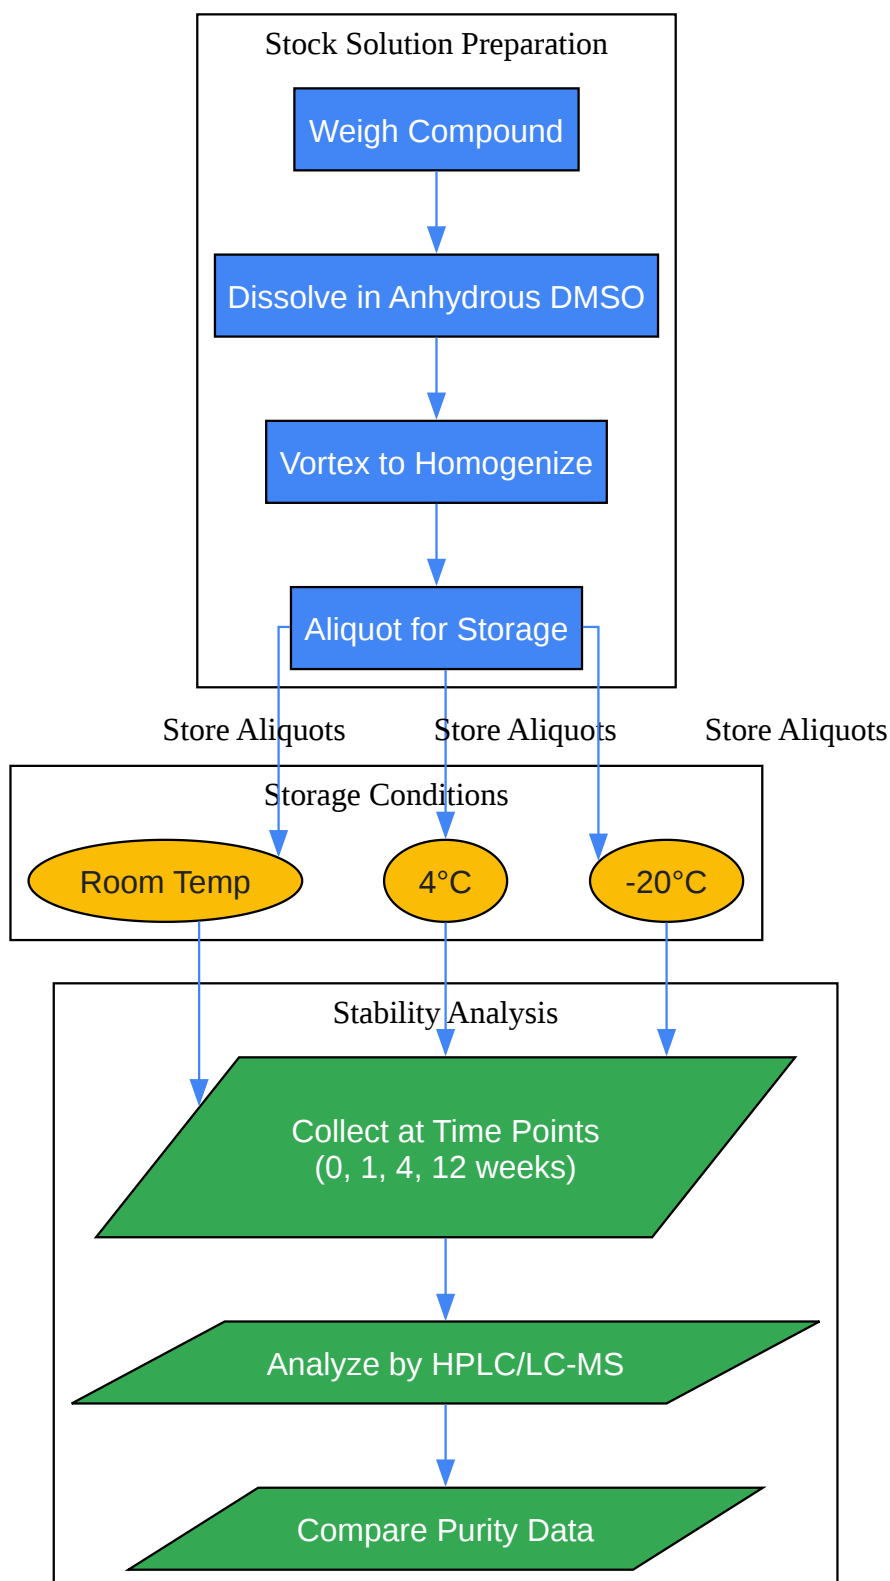 Stock Solution Preparation
Weigh Compound
Dissolve in Anhydrous DMSO
Vortex to Homogenize
Aliquot for Storage
Store Aliquots
Store Aliquots
Store Aliquots
Storage Conditions
Room Temp
4°C
-20°C
Stability Analysis
Collect at Time Points
(0, 1, 4, 12 weeks)
Analyze by HPLC/LC-MS
Compare Purity Data